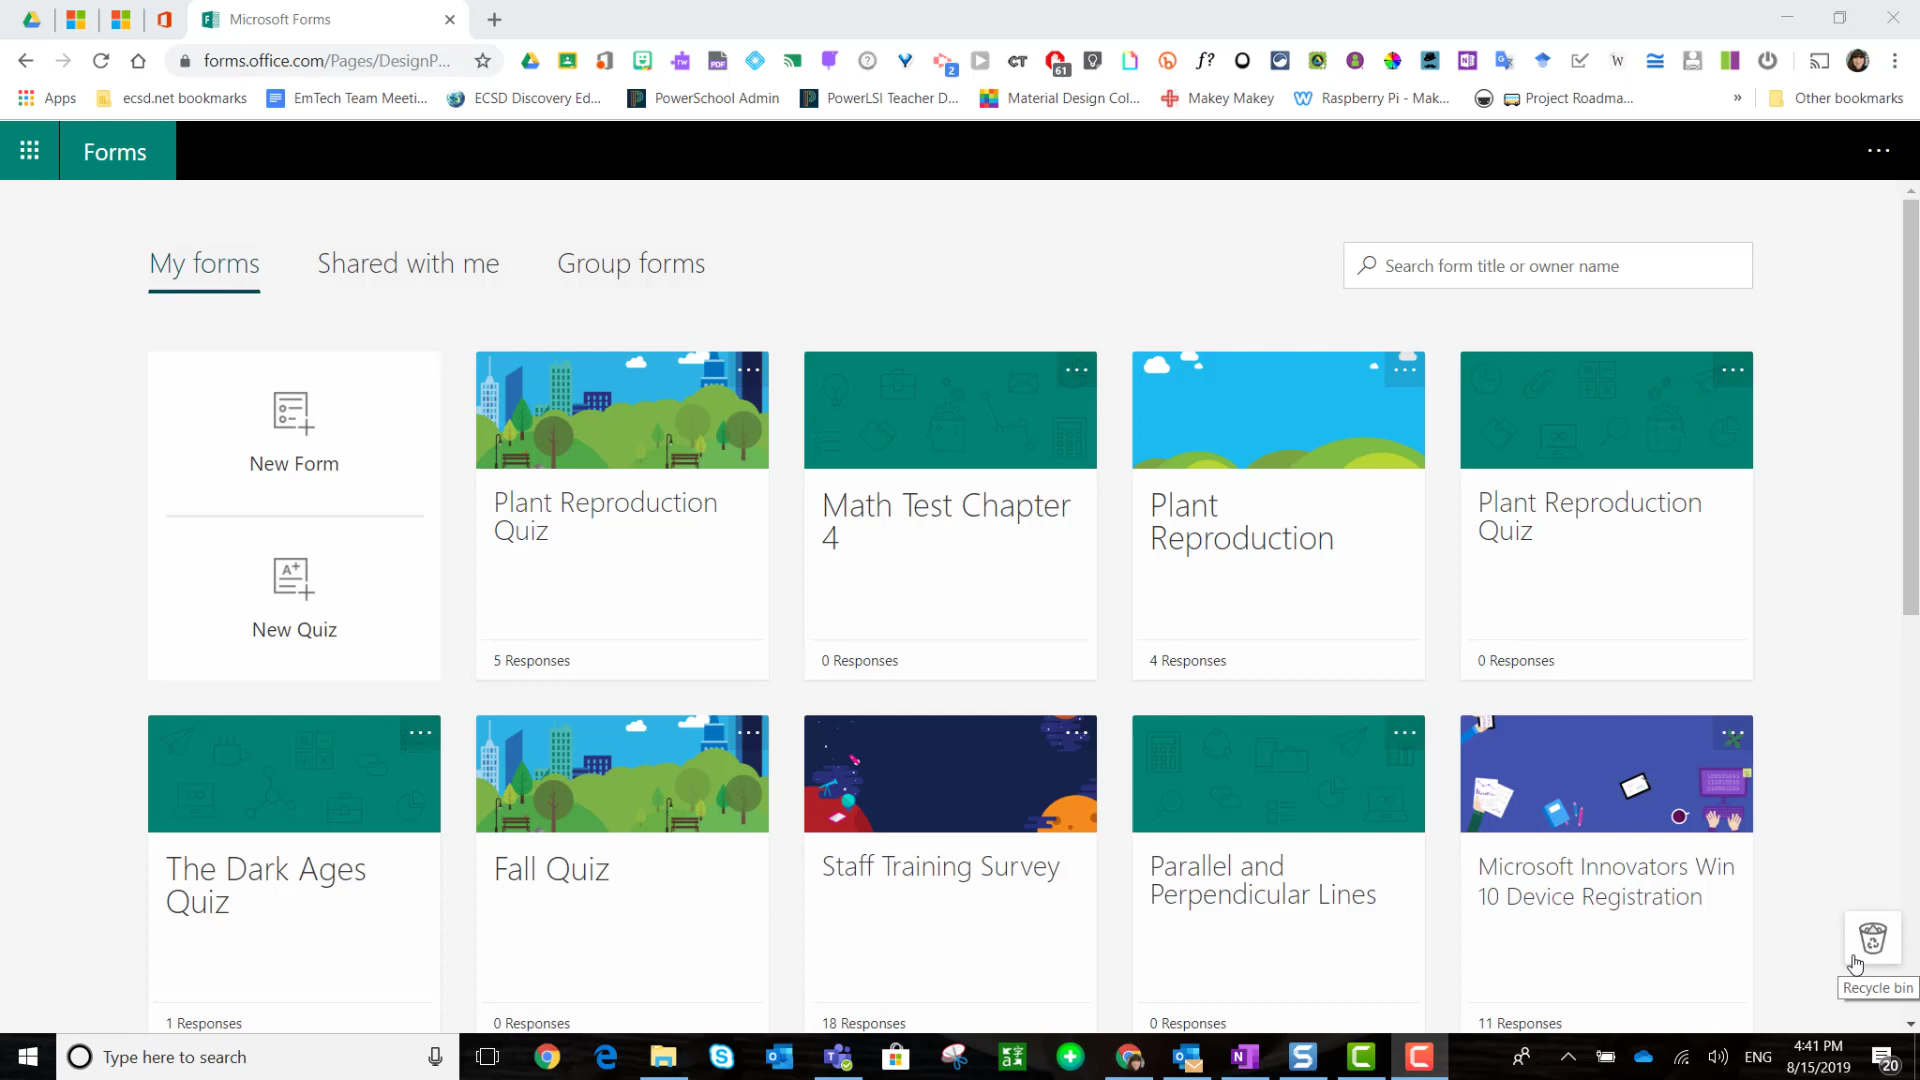 Microsoft Forms
forms.office.com/Pages/DesignP...
2
CT
61
f?
W
Apps
ecsd.net bookmarks
EmTech Team Meeti...
ECSD Discovery Ed...
PowerSchool Admin
PowerLSI Teacher D...
Material Design Col...
Makey Makey
Raspberry Pi - Mak...
Project Roadma...
»
Other bookmarks
Forms
My forms
Shared with me
Group forms
Search form title or owner name
New Form
New Quiz
Plant Reproduction
Quiz
5 Responses
Math Test Chapter
4
0 Responses
Plant
Reproduction
4 Responses
Plant Reproduction
Quiz
0 Responses
The Dark Ages
Quiz
1 Responses
Fall Quiz
0 Responses
Staff Training Survey
18 Responses
Parallel and
Perpendicular Lines
0 Responses
Microsoft Innovators Win
10 Device Registration
11 Responses
Recycle bin
Type here to search
ENG
4:41 PM
8/15/2019
20